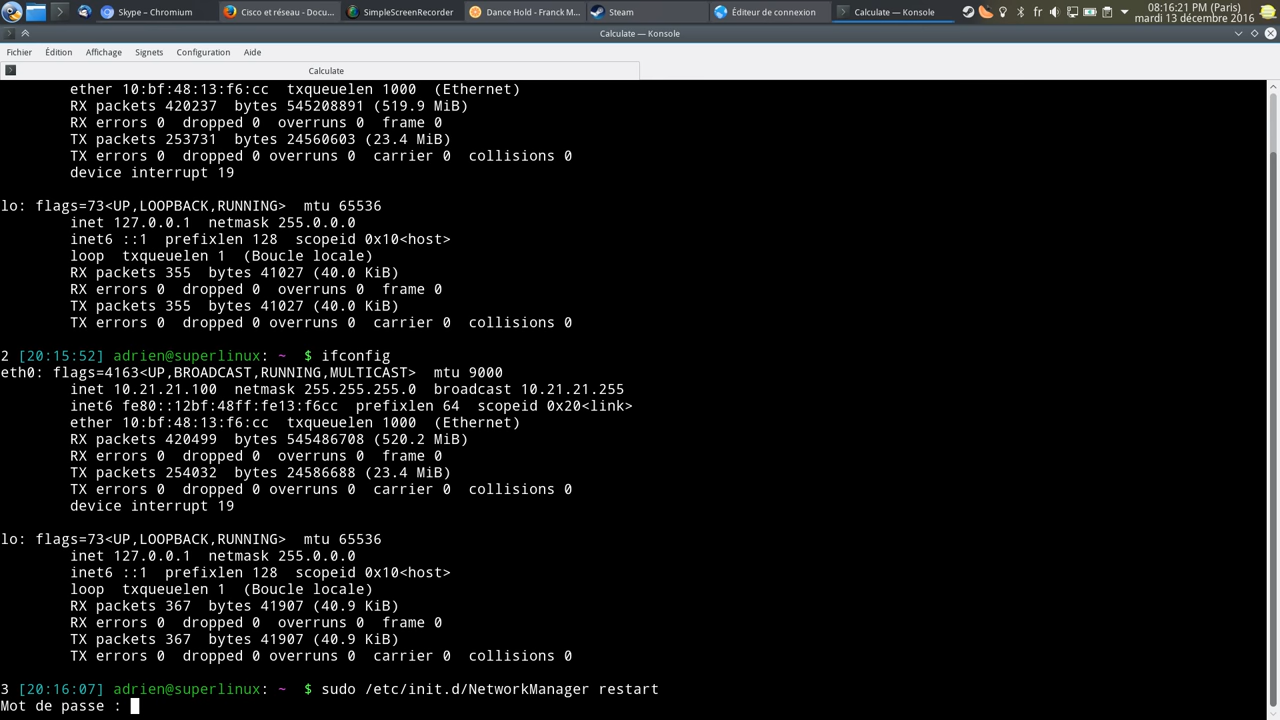 Skype – Chromium
Cisco et réseau - Docu...
SimpleScreenRecorder
Dance Hold - Franck M...
Steam
Éditeur de connexion
Calculate — Konsole
fr
08:16:21 PM (Paris)
mardi 13 décembre 2016
Calculate — Konsole
Fichier Édition Affichage Signets Configuration Aide
Calculate
ether 10:bf:48:13:f6:cc txqueuelen 1000 (Ethernet)
RX packets 420237 bytes 545208891 (519.9 MiB)
RX errors 0 dropped 0 overruns 0 frame 0
TX packets 253731 bytes 24560603 (23.4 MiB)
TX errors 0 dropped 0 overruns 0 carrier 0 collisions 0
device interrupt 19
lo: flags=73<UP,LOOPBACK,RUNNING> mtu 65536
inet 127.0.0.1 netmask 255.0.0.0
inet6 ::1 prefixlen 128 scopeid 0x10<host>
loop txqueuelen 1 (Boucle locale)
RX packets 355 bytes 41027 (40.0 KiB)
RX errors 0 dropped 0 overruns 0 frame 0
TX packets 355 bytes 41027 (40.0 KiB)
TX errors 0 dropped 0 overruns 0 carrier 0 collisions 0
2 [20:15:52] adrien@superlinux: ~ $ ifconfig
eth0: flags=4163<UP,BROADCAST,RUNNING,MULTICAST> mtu 9000
inet 10.21.21.100 netmask 255.255.255.0 broadcast 10.21.21.255
inet6 fe80::12bf:48ff:fe13:f6cc prefixlen 64 scopeid 0x20<link>
ether 10:bf:48:13:f6:cc txqueuelen 1000 (Ethernet)
RX packets 420499 bytes 545486708 (520.2 MiB)
RX errors 0 dropped 0 overruns 0 frame 0
TX packets 254032 bytes 24586688 (23.4 MiB)
TX errors 0 dropped 0 overruns 0 carrier 0 collisions 0
device interrupt 19
lo: flags=73<UP,LOOPBACK,RUNNING> mtu 65536
inet 127.0.0.1 netmask 255.0.0.0
inet6 ::1 prefixlen 128 scopeid 0x10<host>
loop txqueuelen 1 (Boucle locale)
RX packets 367 bytes 41907 (40.9 KiB)
RX errors 0 dropped 0 overruns 0 frame 0
TX packets 367 bytes 41907 (40.9 KiB)
TX errors 0 dropped 0 overruns 0 carrier 0 collisions 0
3 [20:16:07] adrien@superlinux: ~ $ sudo /etc/init.d/NetworkManager restart
Mot de passe :